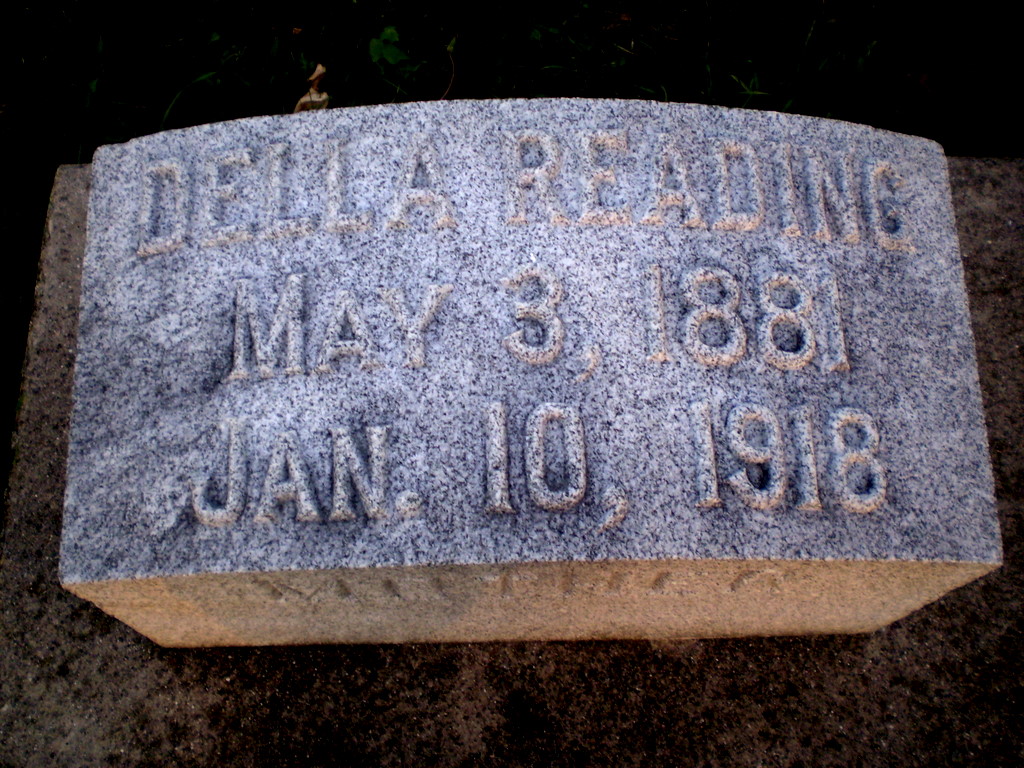 DELLA READING
MAY 3, 1881
JAN. 10, 1918